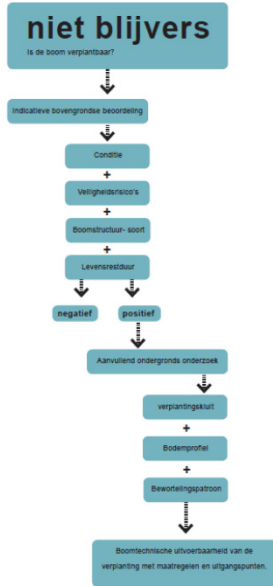 niet blijvers
Is de boom verplantbaar?
Indicatieve bovengrondse beoordeling
Conditie
+
Veiligheidsrisico's
+
Boomstructuur- soort
+
Levensrestduur
negatief positief
Aanvullend ondergronds onderzoek
verplantingskluit
+
Bodemprofiel
+
Bewortelingspatroon
Boomtechnische uitvoerbaarheid van de
verplanting met maatregelen en uitgangspunten.